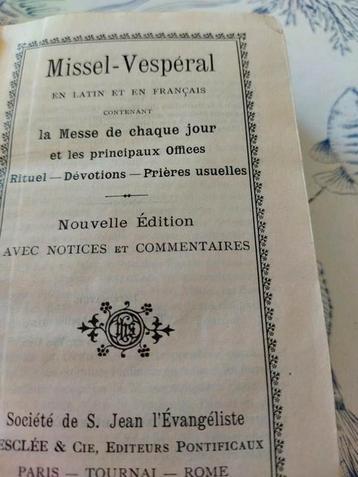 Missel-Vespéral
EN LATIN ET EN FRANÇAIS
CONTENANT
la Messe de chaque jour
et les principaux Offices
Rituel — Dévotions — Prières usuelles
Nouvelle Édition
AVEC NOTICES ET COMMENTAIRES
IHS
Société de S. Jean l'Évangéliste
ESCLÉE & CIE, EDITEURS PONTIFICAUX
PARIS — TOURNAI — ROME